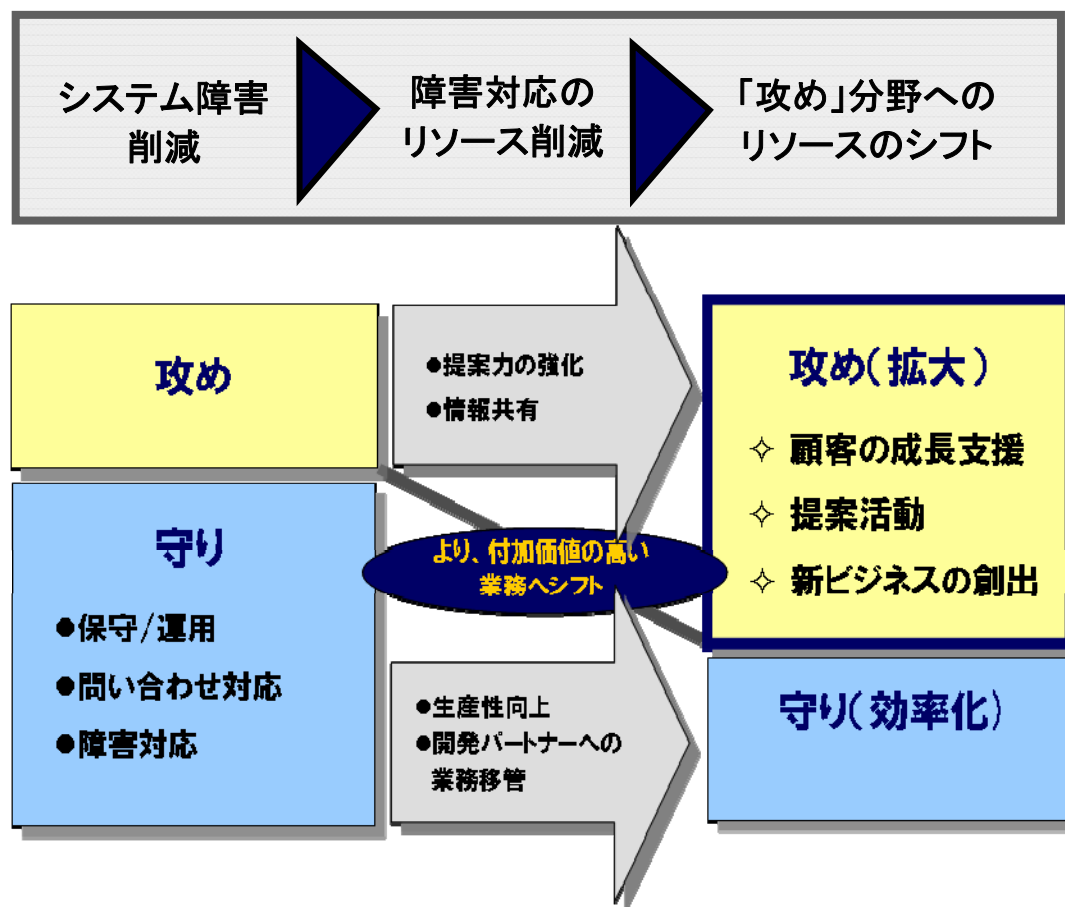 システム障害
削減
障害対応の
リソース削減
「攻め」分野への
リソースのシフト
攻め
●提案力の強化
●情報共有
攻め(拡大)
✧ 顧客の成長支援
✧ 提案活動
✧ 新ビジネスの創出
守り
●保守/運用
●問い合わせ対応
●障害対応
より、付加価値の高い
業務へシフト
●生産性向上
●開発パートナーへの
業務移管
守り(効率化)